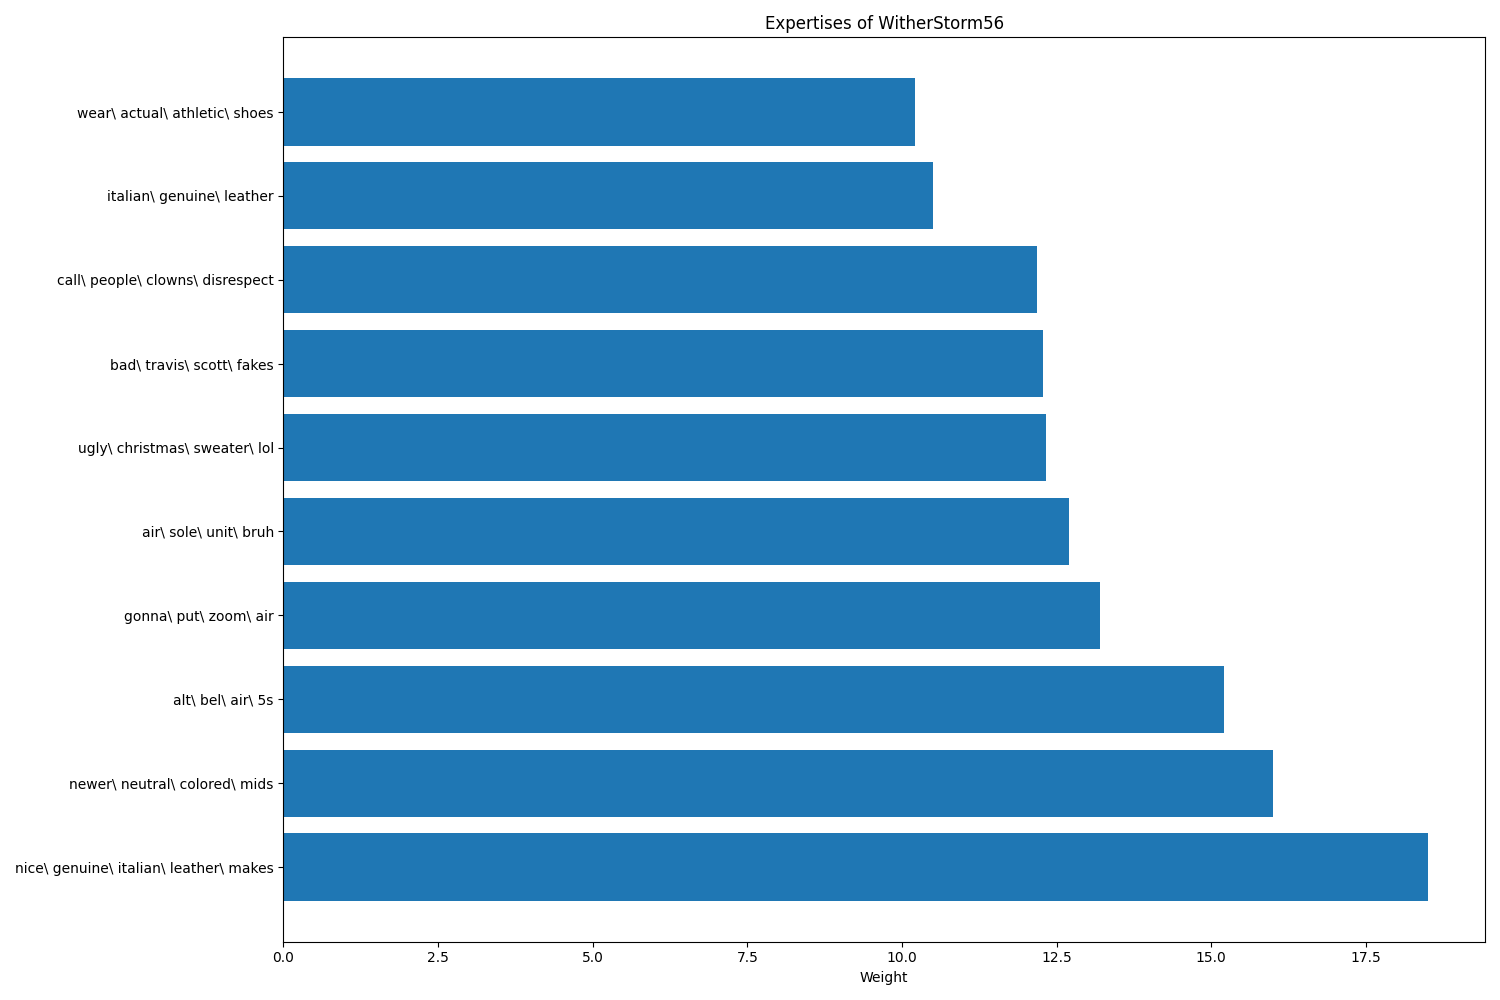 Expertises of WitherStorm56
wear\ actual\ athletic\ shoes
italian\ genuine\ leather
call\ people\ clowns\ disrespect
bad\ travis\ scott\ fakes
ugly\ christmas\ sweater\ lol
air\ sole\ unit\ bruh
gonna\ put\ zoom\ air
alt\ bel\ air\ 5s
newer\ neutral\ colored\ mids
nice\ genuine\ italian\ leather\ makes
0.0 2.5 5.0 7.5 10.0 12.5 15.0 17.5
Weight